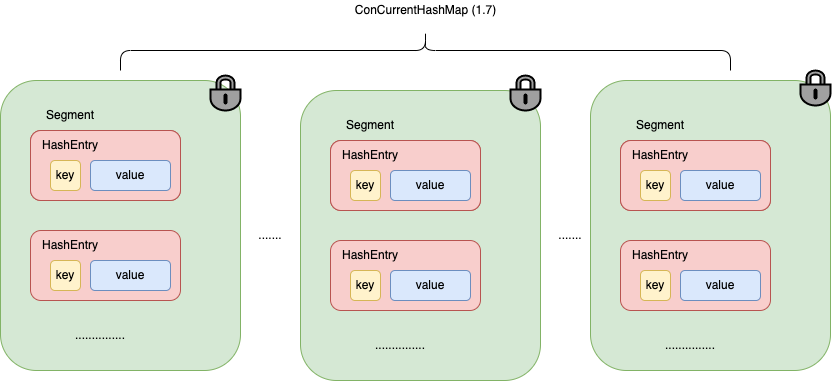 ConCurrentHashMap (1.7)
Segment
HashEntry
key value
HashEntry
key value
...............
.......
Segment
HashEntry
key value
HashEntry
key value
...............
.......
Segment
HashEntry
key value
HashEntry
key value
...............